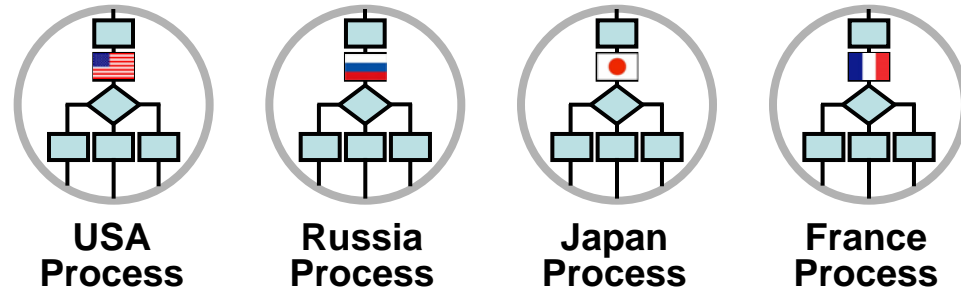 USA
Process
Russia
Process
Japan
Process
France
Process